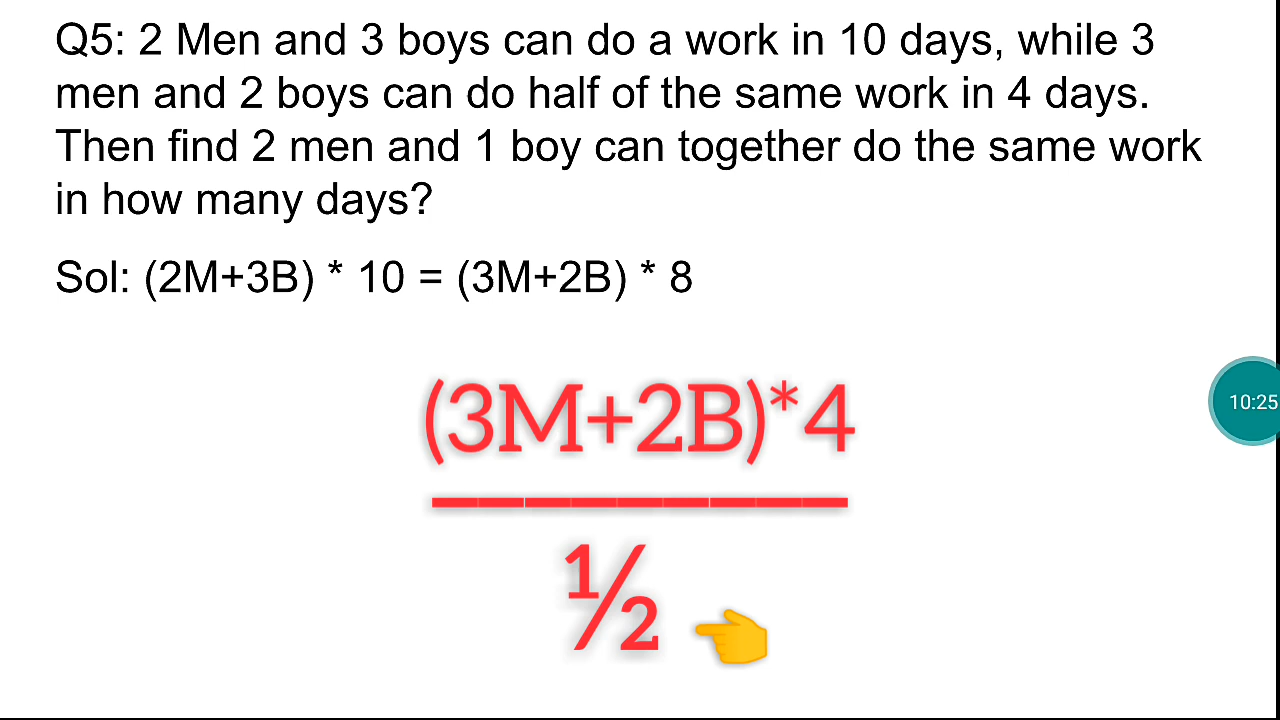 Q5: 2 Men and 3 boys can do a work in 10 days, while 3
men and 2 boys can do half of the same work in 4 days.
Then find 2 men and 1 boy can together do the same work
in how many days?
Sol: (2M+3B) * 10 = (3M+2B) * 8
(3M+2B)*4
½
10:25